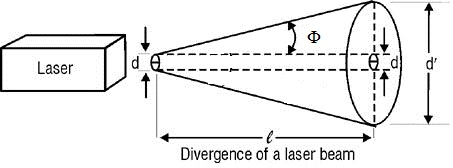 Laser
d
Φ
d
d'
ℓ
Divergence of a laser beam